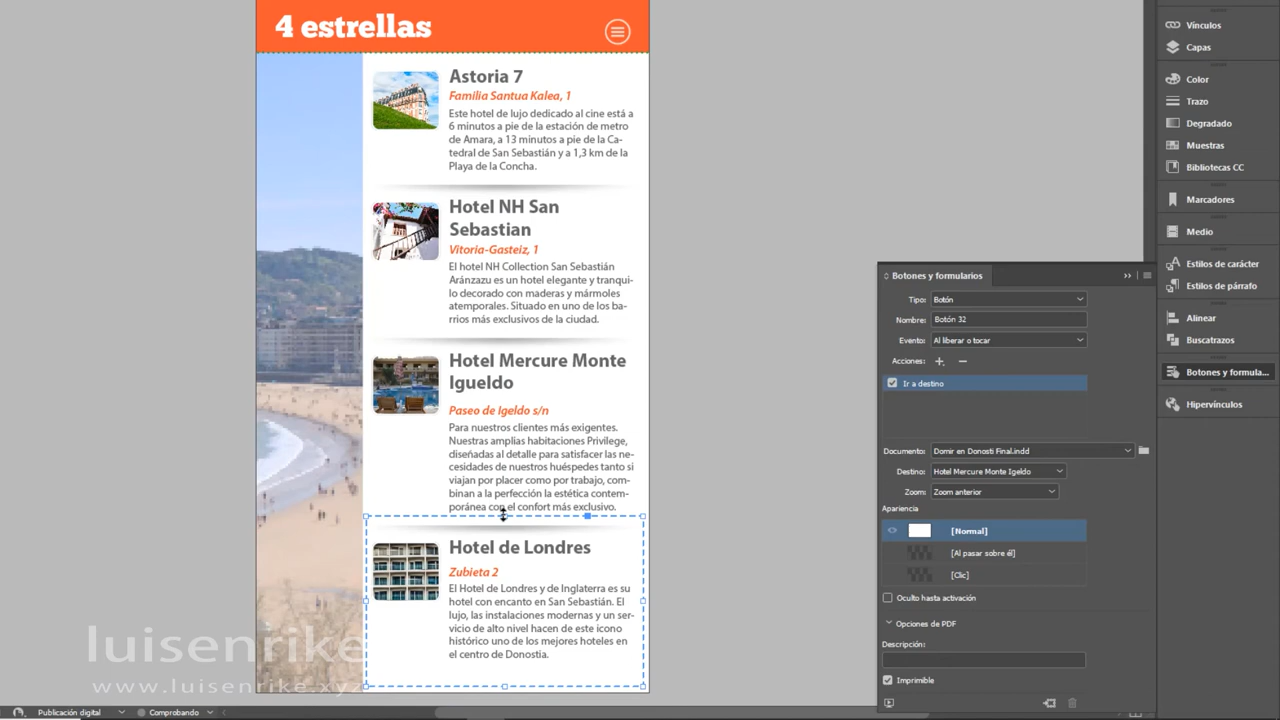 4 estrellas
Astoria 7
Familia Santua Kalea, 1
Este hotel de lujo dedicado al cine está a
6 minutos a pie de la estación de metro
de Amara, a 13 minutos a pie de la Ca-
tedral de San Sebastián y a 1,3 km de la
Playa de la Concha.
Hotel NH San
Sebastian
Vitoria-Gasteiz, 1
El hotel NH Collection San Sebastián
Aránzazu es un hotel elegante y tranqui-
lo decorado con maderas y mármoles
atemporales. Situado en uno de los ba-
rrios más exclusivos de la ciudad.
Hotel Mercure Monte
Igueldo
Paseo de Igeldo s/n
Para nuestros clientes más exigentes.
Nuestras amplias habitaciones Privilege,
diseñadas al detalle para satisfacer las ne-
cesidades de nuestros huéspedes tanto si
viajan por placer como por trabajo, com-
binan a la perfección la estética contem-
poránea con el confort más exclusivo.
Hotel de Londres
Zubieta 2
El Hotel de Londres y de Inglaterra es su
hotel con encanto en San Sebastián. El
lujo, las instalaciones modernas y un ser-
vicio de alto nivel hacen de este icono
histórico uno de los mejores hoteles en
el centro de Donostia.
luisenrike
www.luisenrike.xyz
Publicación digital
Comprobando
Botones y formularios
Tipo: Botón
Nombre: Botón 32
Evento: Al liberar o tocar
Acciones:
Ir a destino
Documento: Domir en Donosti Final.indd
Destino: Hotel Mercure Monte Igeldo
Zoom: Zoom anterior
Apariencia
[Normal]
[Al pasar sobre él]
[Clic]
Oculto hasta activación
Opciones de PDF
Descripción:
Imprimible
Vínculos
Capas
Color
Trazo
Degradado
Muestras
Bibliotecas CC
Marcadores
Medio
Estilos de carácter
Estilos de párrafo
Alinear
Buscatrazos
Botones y formula...
Hipervínculos